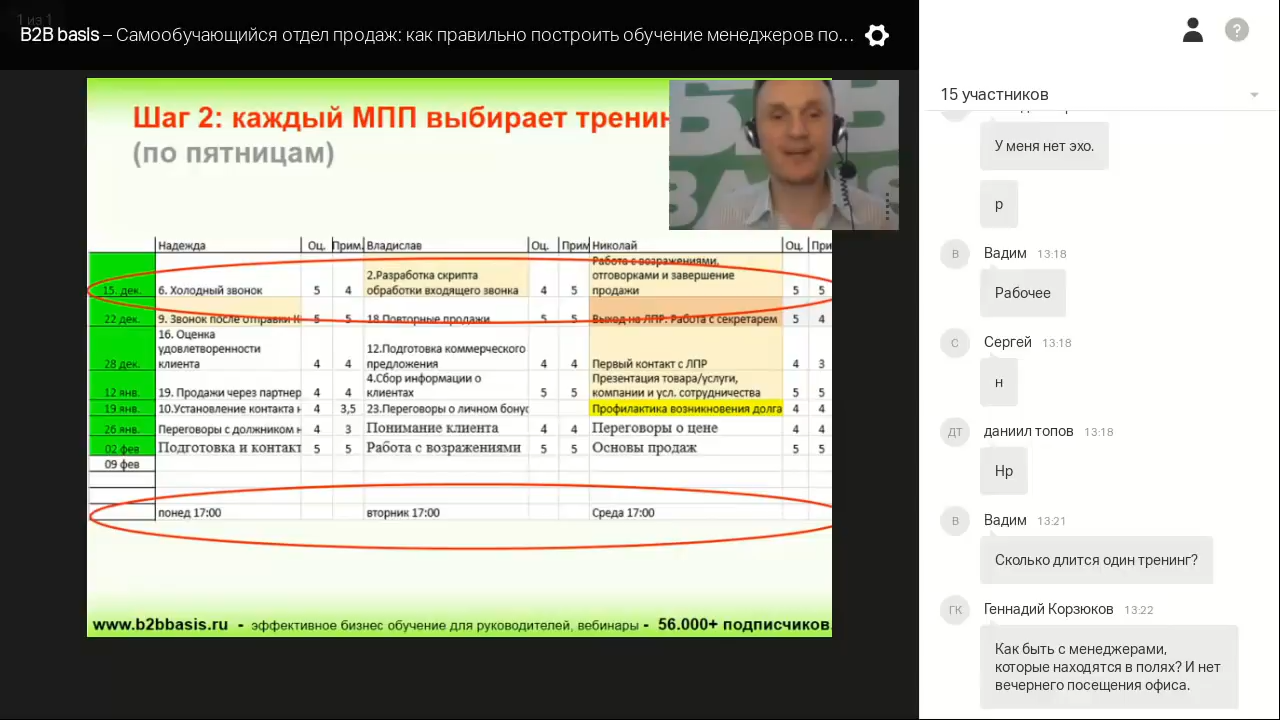 1 из 1
B2B basis – Самообучающийся отдел продаж: как правильно построить обучение менеджеров по...
Шаг 2: каждый МПП выбирает тренин
(по пятницам)
Надежда Оц. Прим. Владислав Оц. Прим Николай Оц. При
15. дек. 6. Холодный звонок 5 4 2.Разработка скрипта обработки входящего звонка 4 5 Работа с возражениями, отговорками и завершение продажи 5 5
22 дек. 9. Звонок после отправки К 5 5 18.Повторные продажи 5 5 Выход на ЛПР. Работа с секретарем 5 4
28 дек. 16. Оценка удовлетворенности клиента 4 4 12.Подготовка коммерческого предложения 4 4 Первый контакт с ЛПР 4 3
12 янв. 19. Продажи через партнер 4 4 4.Сбор информации о клиентах 5 5 Презентация товара/услуги, компании и усл. сотрудничества 5 5
19 янв. 10.Установление контакта н 4 3,5 23.Переговоры о личном бонус 4 4 Профилактика возникновения долга 4 4
26 янв. Переговоры с должником н 4 3 Понимание клиента 4 4 Переговоры о цене 4 4
02 фев Подготовка и контакт 5 5 Работа с возражениями 5 5 Основы продаж 5 5
09 фев
понед 17:00 вторник 17:00 Среда 17:00
www.b2bbasis.ru - эффективное бизнес обучение для руководителей, вебинары - 56.000+ подписчиков
15 участников
У меня нет эхо.
р
В Вадим 13:18
Рабочее
С Сергей 13:18
н
ДТ даниил топов 13:18
Нр
В Вадим 13:21
Сколько длится один тренинг?
ГК Геннадий Корзюков 13:22
Как быть с менеджерами,
которые находятся в полях? И нет
вечернего посещения офиса.